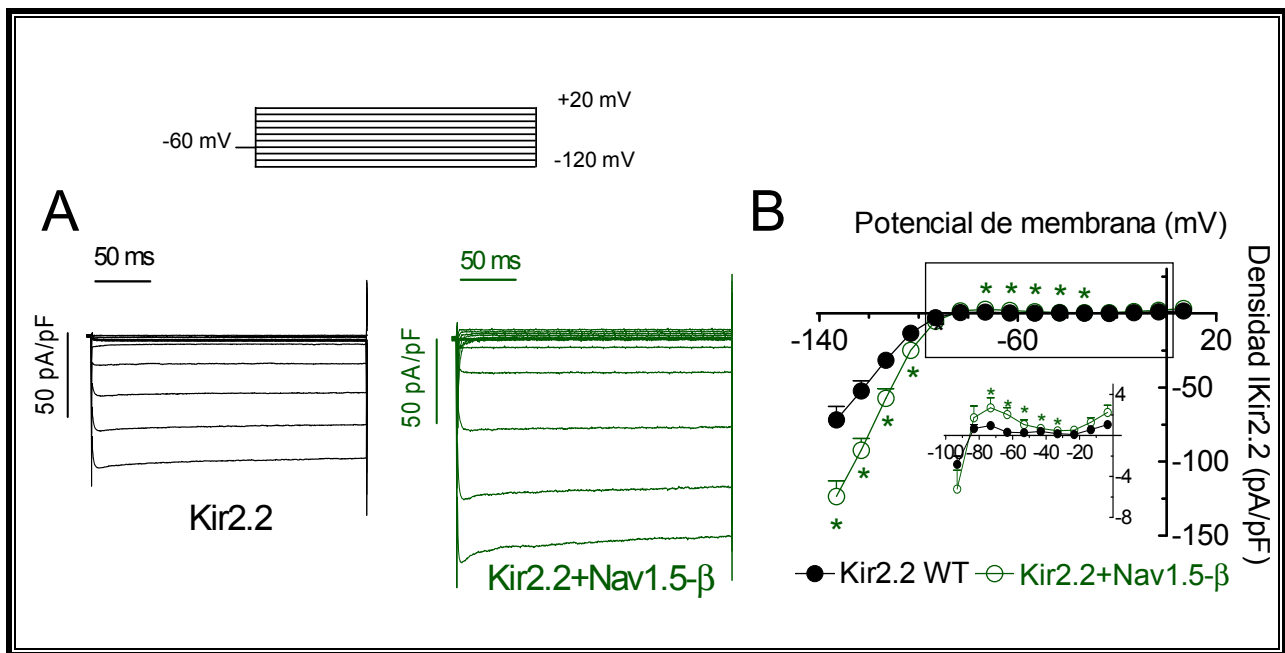 +20 mV
-60 mV
-120 mV
A
50 ms
50 pA/pF
Kir2.2
50 ms
50 pA/pF
Kir2.2+Nav1.5-β
B
Potencial de membrana (mV)
Densidad IKir2.2 (pA/pF)
* * * * *
-140
-60
20
*
*
*
*
*
-50
-100
-150
4
* * * * *
-100 -80 -60 -40 -20
-4
-8
Kir2.2 WT
Kir2.2+Nav1.5-β